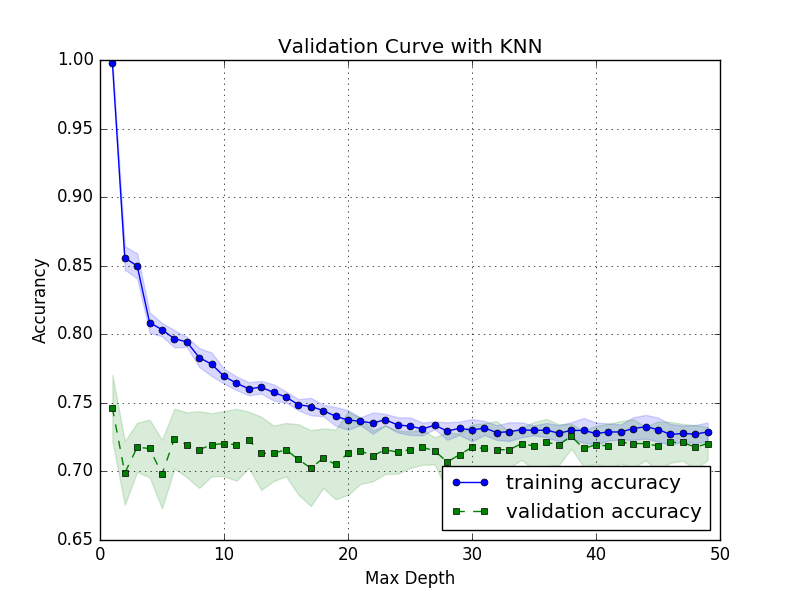 Validation Curve with KNN
1.00
0.95
0.90
0.85
0.80
0.75
0.70
0.65
Accurancy
training accuracy
validation accuracy
0
10
20
30
40
50
Max Depth